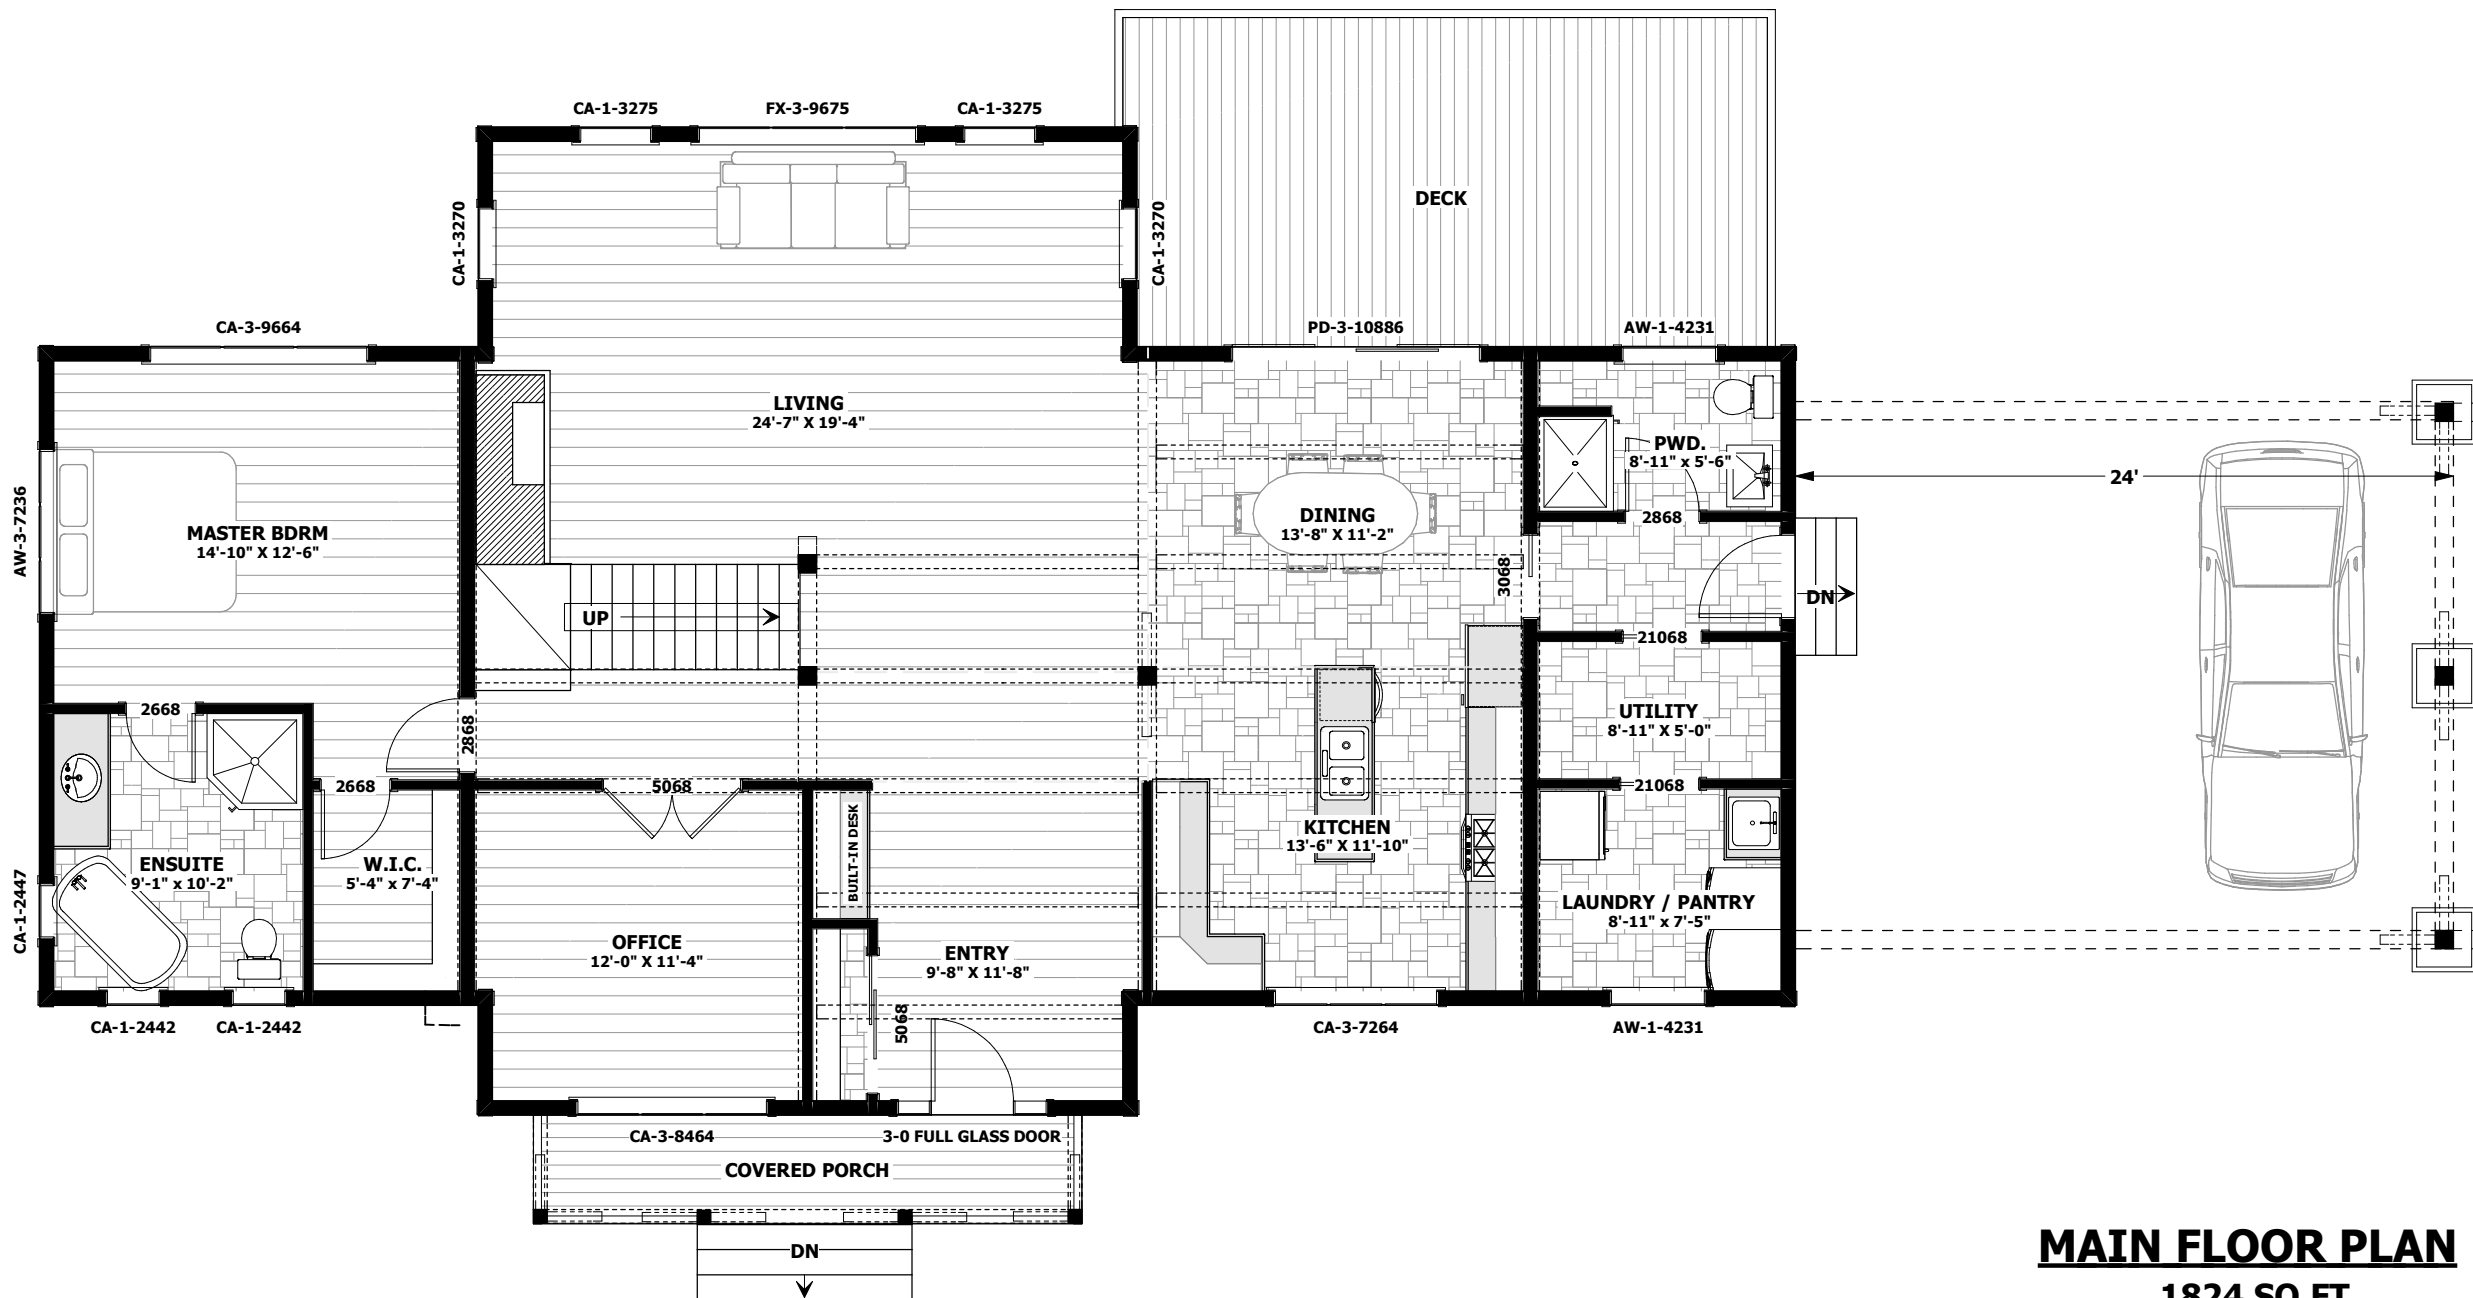 CA-1-3275
FX-3-9675
CA-1-3275
DECK
CA-1-3270
CA-1-3270
CA-3-9664
PD-3-10886
AW-1-4231
LIVING
24'-7" X 19'-4"
PWD.
8'-11" x 5'-6"
24'
AW-3-7236
MASTER BDRM
14'-10" X 12'-6"
DINING
13'-8" X 11'-2"
2868
3068
DN
UP
21068
2668
2868
UTILITY
8'-11" X 5'-0"
2668
5068
21068
BUILT-IN DESK
KITCHEN
13'-6" X 11'-10"
ENSUITE
9'-1" x 10'-2"
W.I.C.
5'-4" x 7'-4"
CA-1-2447
LAUNDRY / PANTRY
8'-11" x 7'-5"
OFFICE
12'-0" X 11'-4"
ENTRY
9'-8" X 11'-8"
5068
CA-1-2442
CA-1-2442
CA-3-7264
AW-1-4231
CA-3-8464
3-0 FULL GLASS DOOR
COVERED PORCH
DN
MAIN FLOOR PLAN
1824 SQ FT